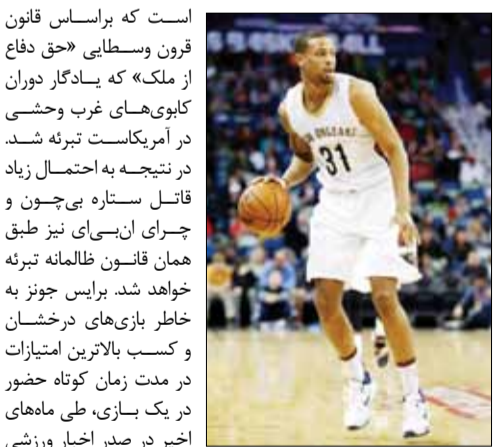 است که براساس قانون
قرون وسطایی «حق دفاع
از ملک» که یادگار دوران
کابوی‌های غرب وحشی
در آمریکاست تبرئه شد.
در نتیجه به احتمال زیاد
قاتل ستاره بی‌چون و
چرای ان‌بی‌ای نیز طبق
همان قانون ظالمانه تبرئه
خواهد شد. برایس جونز به
خاطر بازی‌های درخشان
و کسب بالاترین امتیازات
در مدت زمان کوتاه حضور
در یک بازی، طی ماه‌های
اخیر در صدر اخبار ورزشی
ORLEANS
31